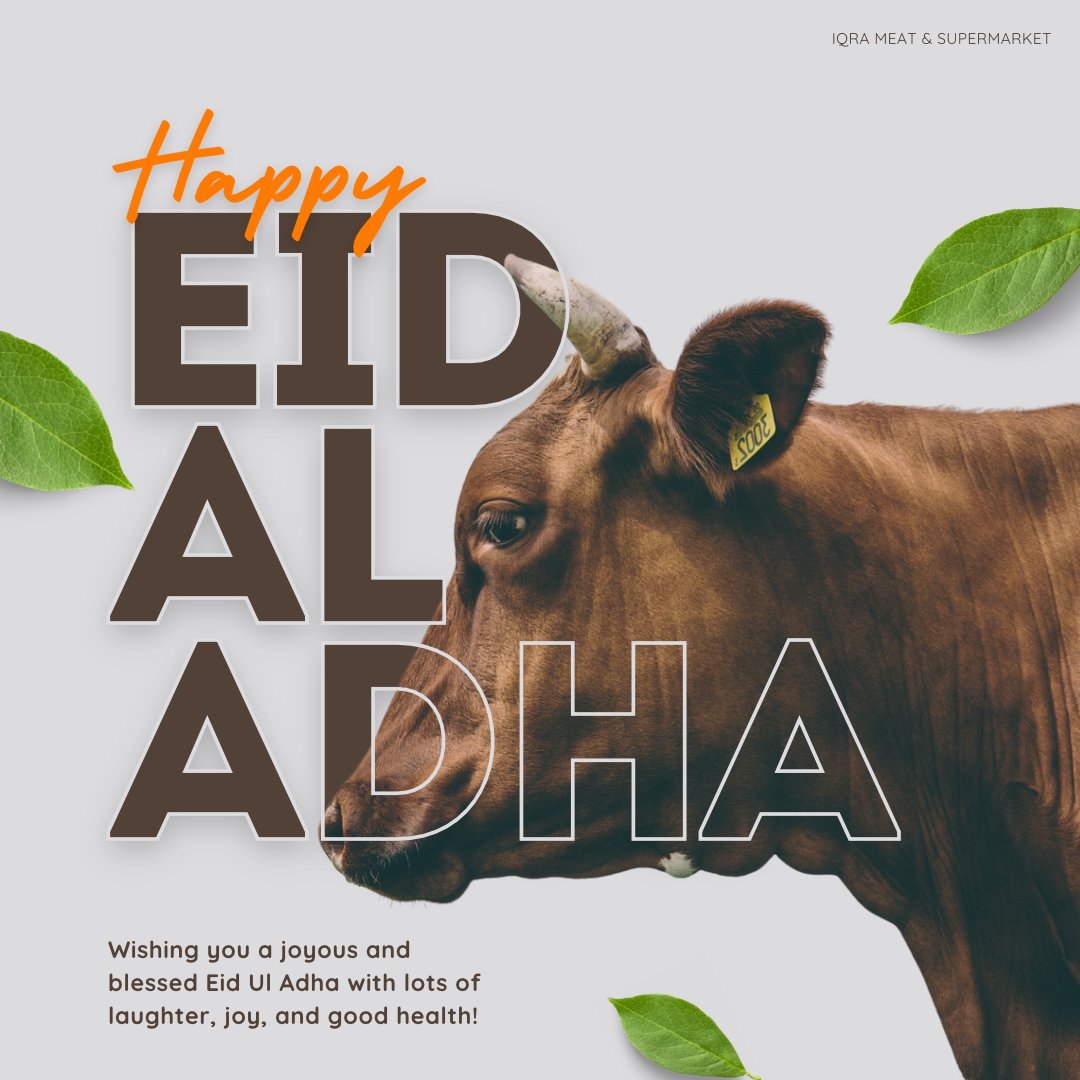 IQRA MEAT & SUPERMARKET
Happy
EID
AL
ADHA
3002
Wishing you a joyous and
blessed Eid Ul Adha with lots of
laughter, joy, and good health!